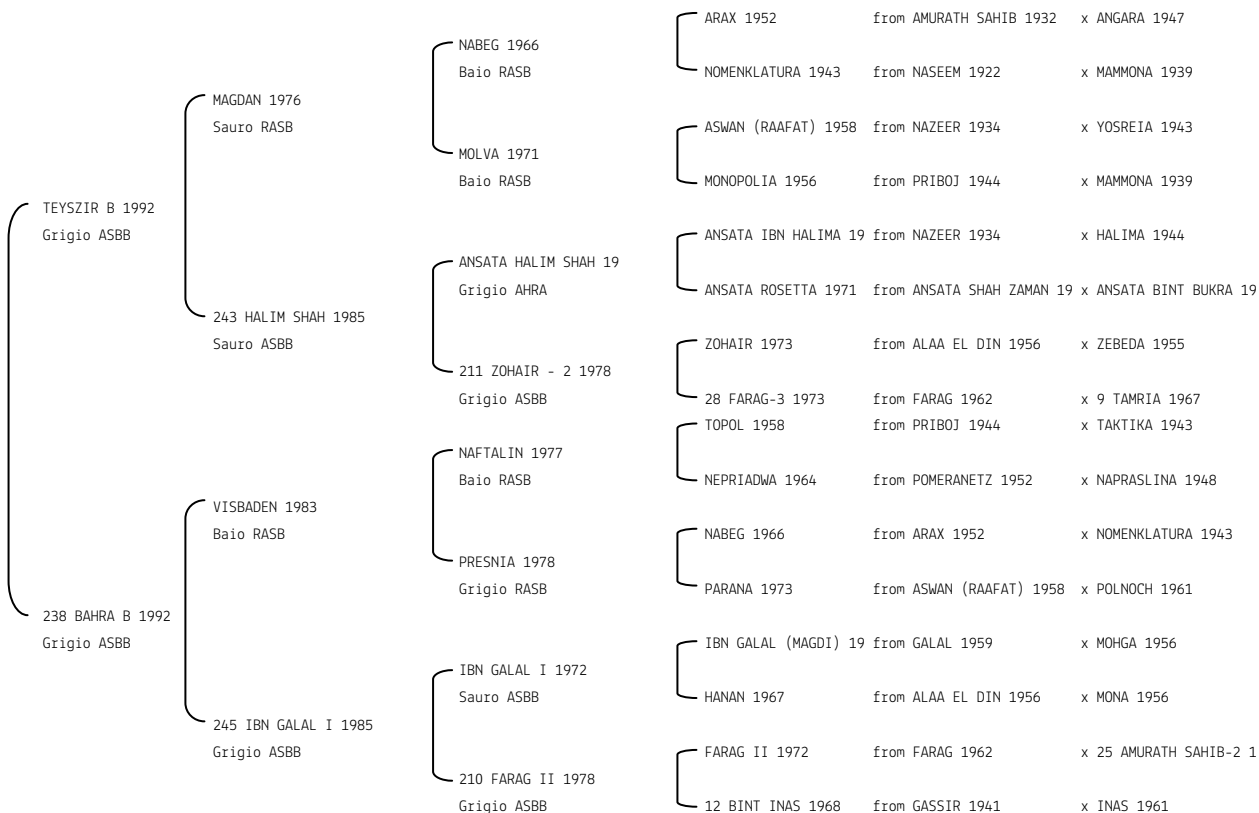 ARAX 1952 from AMURATH SAHIB 1932 x ANGARA 1947
NABEG 1966
Baio RASB
NOMENKLATURA 1943 from NASEEM 1922 x MAMMONA 1939
MAGDAN 1976
Sauro RASB
ASWAN (RAAFAT) 1958 from NAZEER 1934 x YOSREIA 1943
MOLVA 1971
Baio RASB
MONOPOLIA 1956 from PRIBOJ 1944 x MAMMONA 1939
TEYSZIR B 1992
Grigio ASBB
ANSATA IBN HALIMA 19 from NAZEER 1934 x HALIMA 1944
ANSATA HALIM SHAH 19
Grigio AHRA
ANSATA ROSETTA 1971 from ANSATA SHAH ZAMAN 19 x ANSATA BINT BUKRA 19
243 HALIM SHAH 1985
Sauro ASBB
ZOHAIR 1973 from ALAA EL DIN 1956 x ZEBEDA 1955
211 ZOHAIR - 2 1978
Grigio ASBB
28 FARAG-3 1973 from FARAG 1962 x 9 TAMRIA 1967
TOPOL 1958 from PRIBOJ 1944 x TAKTIKA 1943
NAFTALIN 1977
Baio RASB
NEPRIADWA 1964 from POMERANETZ 1952 x NAPRASLINA 1948
VISBADEN 1983
Baio RASB
NABEG 1966 from ARAX 1952 x NOMENKLATURA 1943
PRESNIA 1978
Grigio RASB
PARANA 1973 from ASWAN (RAAFAT) 1958 x POLNOCH 1961
238 BAHRA B 1992
Grigio ASBB
IBN GALAL (MAGDI) 19 from GALAL 1959 x MOHGA 1956
IBN GALAL I 1972
Sauro ASBB
HANAN 1967 from ALAA EL DIN 1956 x MONA 1956
245 IBN GALAL I 1985
Grigio ASBB
FARAG II 1972 from FARAG 1962 x 25 AMURATH SAHIB-2 1
210 FARAG II 1978
Grigio ASBB
12 BINT INAS 1968 from GASSIR 1941 x INAS 1961